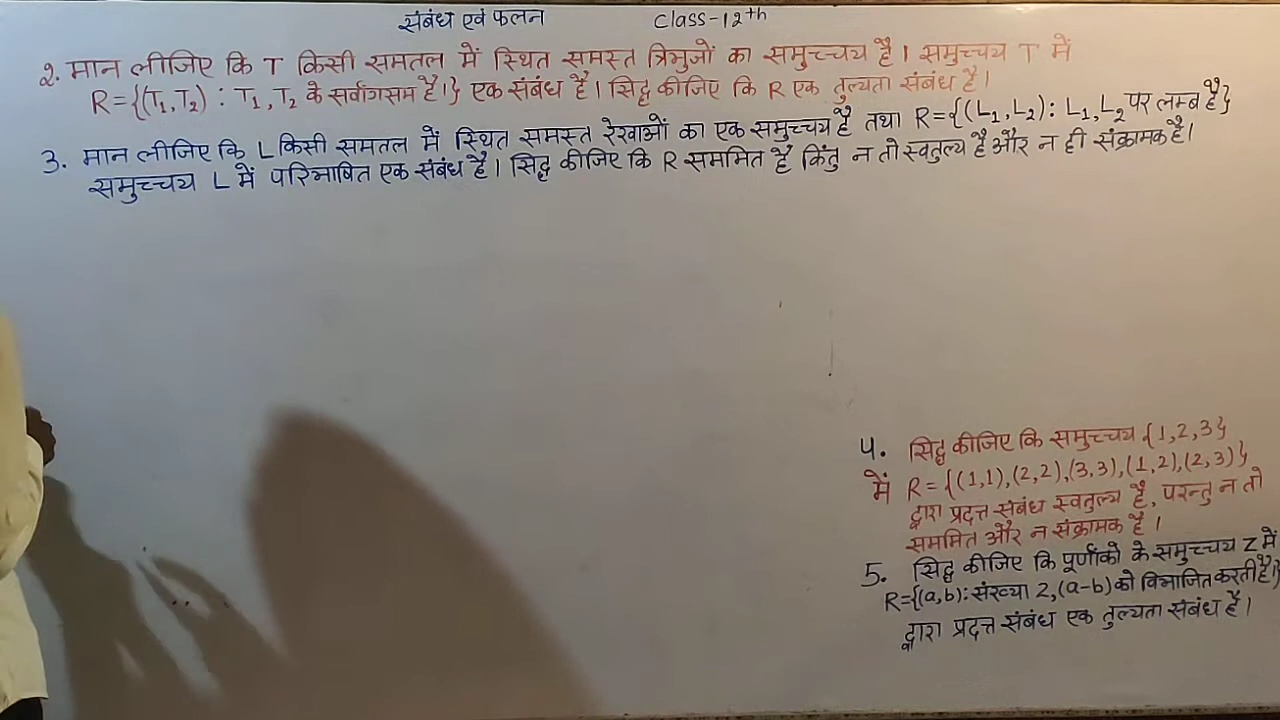 संबंध एवं फलन Class-12th
2. मान लीजिए कि T किसी समतल में स्थित समस्त त्रिभुजों का समुच्चय है। समुच्चय T में
R={(T₁,T₂) : T₁,T₂ के सर्वांगसम है।} एक संबंध है। सिद्ध कीजिए कि R एक तुल्यता संबंध है।
3. मान लीजिए कि L किसी समतल में स्थित समस्त रेखाओं का एक समुच्चय है तथा R={(L₁,L₂): L₁,L₂ पर लम्ब है}
समुच्चय L में परिभाषित एक संबंध है। सिद्ध कीजिए कि R सममित है किंतु न तो स्वतुल्य है और न ही संक्रामक है।
4. सिद्ध कीजिए कि समुच्चय {1,2,3}
में R={(1,1),(2,2),(3,3),(1,2),(2,3)}
द्वारा प्रदत्त संबंध स्वतुल्य है, परन्तु न तो
सममित और न संक्रामक है।
5. सिद्ध कीजिए कि पूर्णांको के समुच्चय Z में
R={(a,b): संख्या 2,(a-b) को विभाजित करती है}
द्वारा प्रदत्त संबंध एक तुल्यता संबंध है।